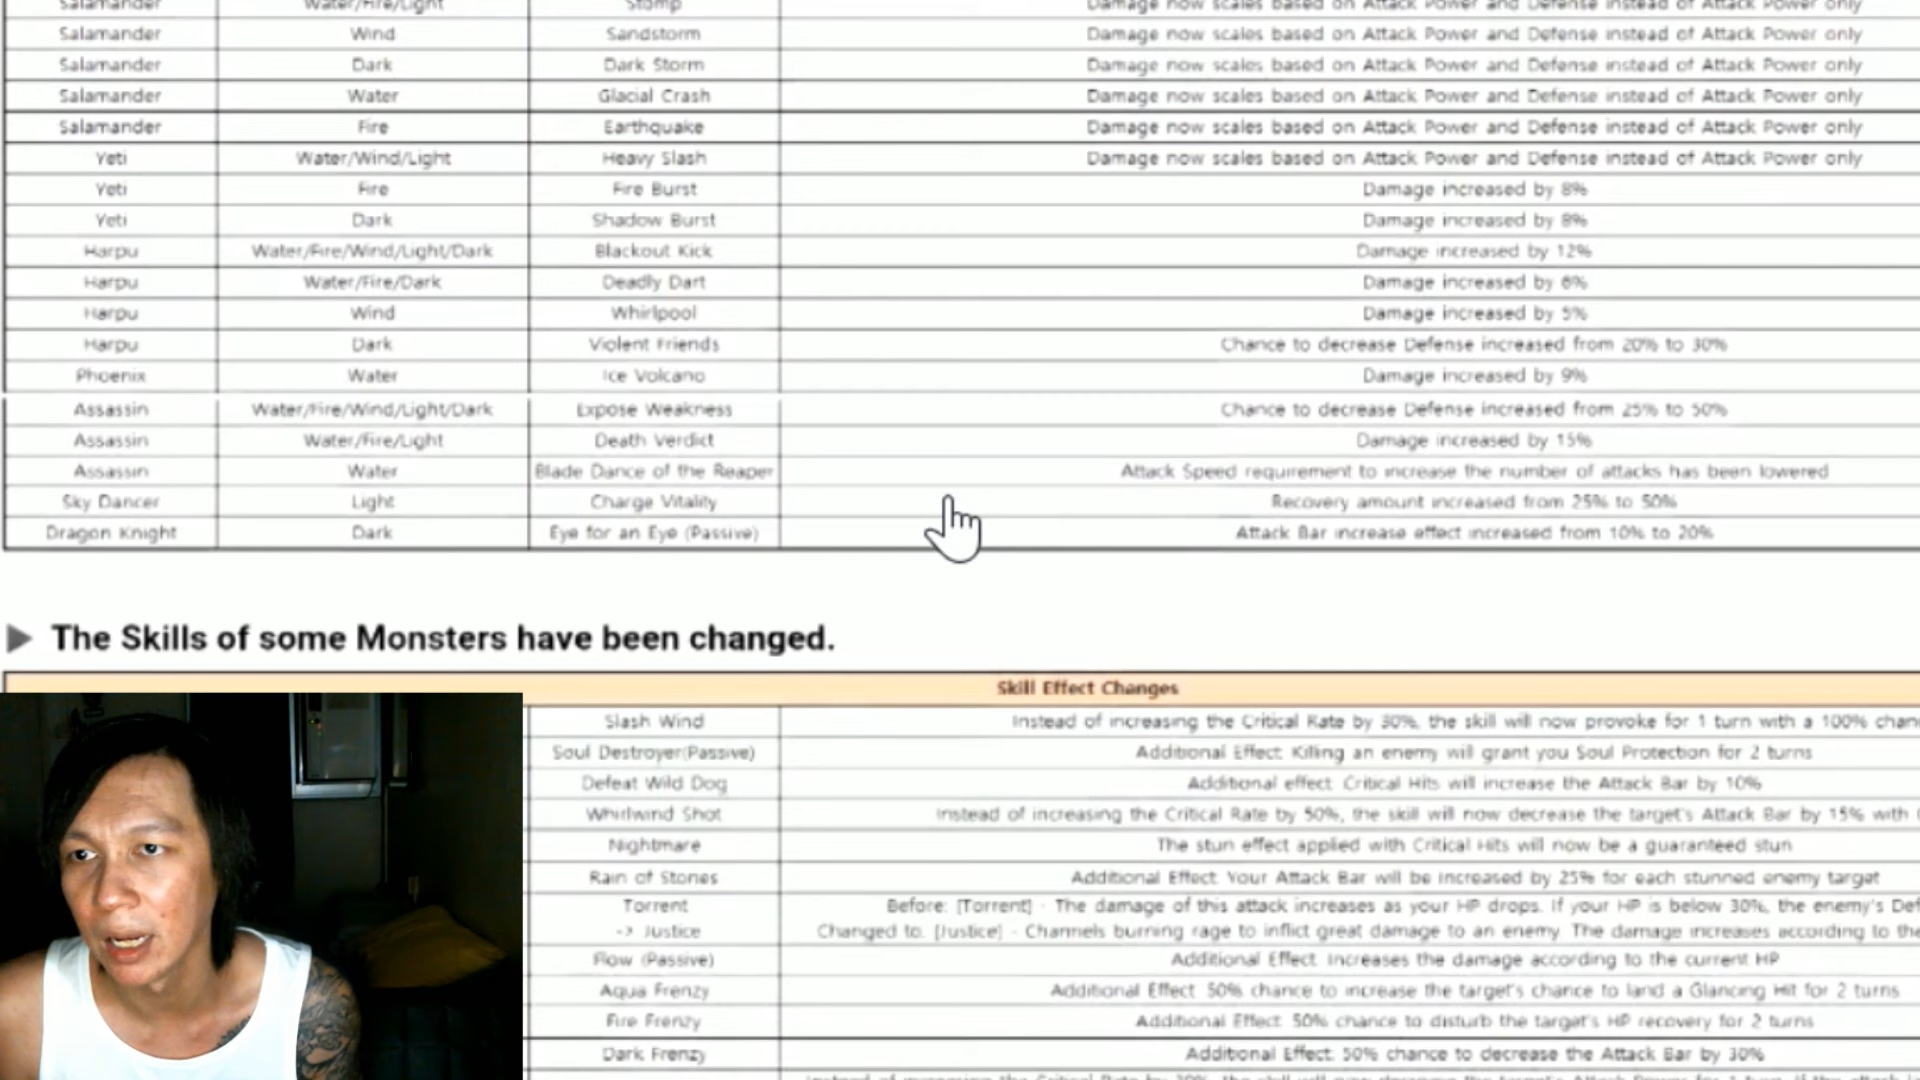 Salamander Water/Fire/Light Stomp Damage now scales based on Attack Power and Defense instead of Attack Power only
Salamander Wind Sandstorm Damage now scales based on Attack Power and Defense instead of Attack Power only
Salamander Dark Dark Storm Damage now scales based on Attack Power and Defense instead of Attack Power only
Salamander Water Glacial Crash Damage now scales based on Attack Power and Defense instead of Attack Power only
Salamander Fire Earthquake Damage now scales based on Attack Power and Defense instead of Attack Power only
Yeti Water/Wind/Light Heavy Slash Damage now scales based on Attack Power and Defense instead of Attack Power only
Yeti Fire Fire Burst Damage increased by 8%
Yeti Dark Shadow Burst Damage increased by 8%
Harpu Water/Fire/Wind/Light/Dark Blackout Kick Damage increased by 12%
Harpu Water/Fire/Dark Deadly Dart Damage increased by 6%
Harpu Wind Whirlpool Damage increased by 5%
Harpu Dark Violent Friends Chance to decrease Defense increased from 20% to 30%
Phoenix Water Ice Volcano Damage increased by 9%
Assassin Water/Fire/Wind/Light/Dark Expose Weakness Chance to decrease Defense increased from 25% to 50%
Assassin Water/Fire/Light Death Verdict Damage increased by 15%
Assassin Water Blade Dance of the Reaper Attack Speed requirement to increase the number of attacks has been lowered
Sky Dancer Light Charge Vitality Recovery amount increased from 25% to 50%
Dragon Knight Dark Eye for an Eye (Passive) Attack Bar increase effect increased from 10% to 20%
The Skills of some Monsters have been changed.
Skill Effect Changes
Slash Wind Instead of increasing the Critical Rate by 30%, the skill will now provoke for 1 turn with a 100% chan
Soul Destroyer(Passive) Additional Effect: Killing an enemy will grant you Soul Protection for 2 turns
Defeat Wild Dog Additional effect: Critical Hits will increase the Attack Bar by 10%
Whirlwind Shot Instead of increasing the Critical Rate by 50%, the skill will now decrease the target's Attack Bar by 15% with
Nightmare The stun effect applied with Critical Hits will now be a guaranteed stun
Rain of Stones Additional Effect: Your Attack Bar will be increased by 25% for each stunned enemy target
Torrent Before: [Torrent] - The damage of this attack increases as your HP drops. If your HP is below 30%, the enemy's Def
-> Justice Changed to: [Justice] - Channels burning rage to inflict great damage to an enemy. The damage increases according to the
Flow (Passive) Additional Effect: Increases the damage according to the current HP
Aqua Frenzy Additional Effect: 50% chance to increase the target's chance to land a Glancing Hit for 2 turns
Fire Frenzy Additional Effect: 50% chance to disturb the target's HP recovery for 2 turns
Dark Frenzy Additional Effect: 50% chance to decrease the Attack Bar by 30%